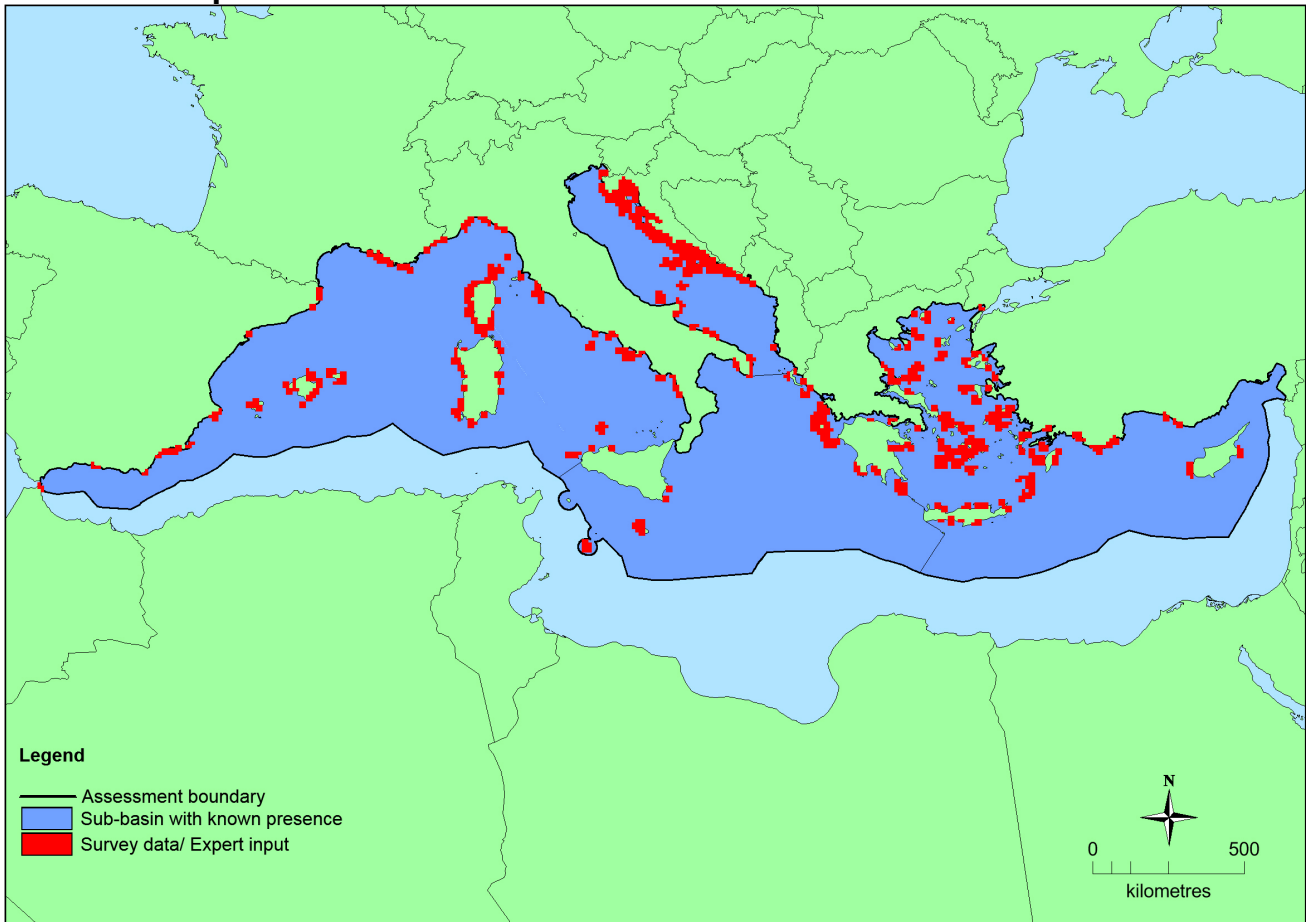 Legend
Assessment boundary
Sub-basin with known presence
Survey data/ Expert input
N
0 500
kilometres